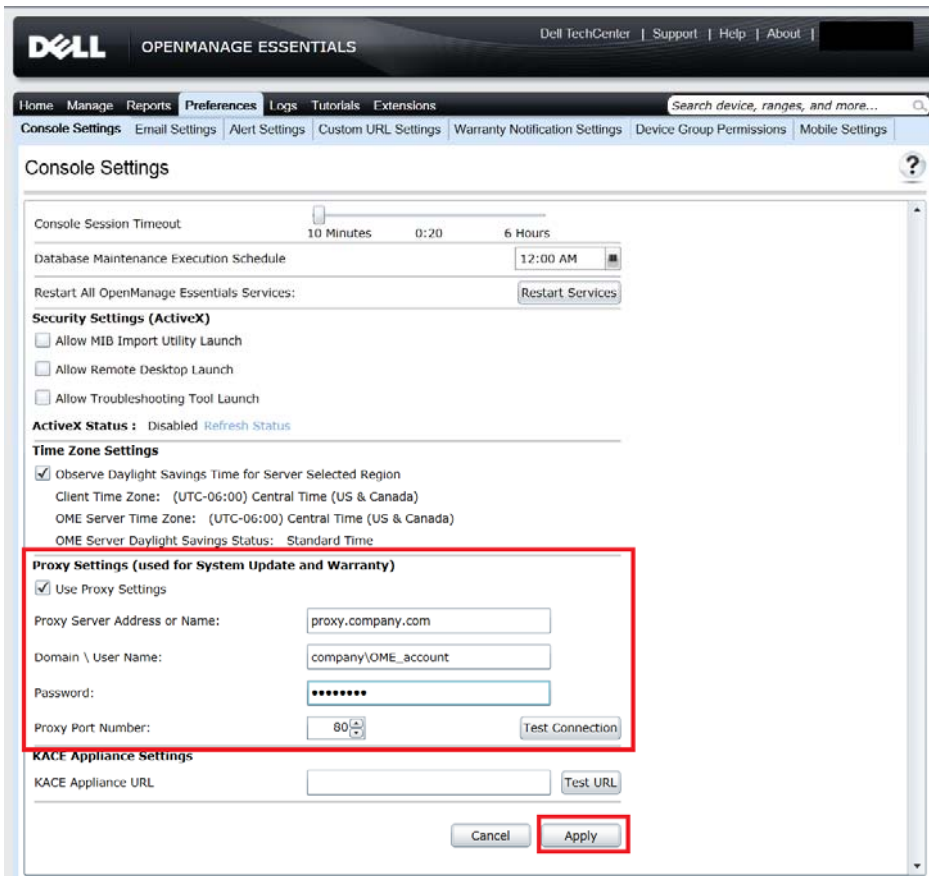 DELL OPENMANAGE ESSENTIALS Dell TechCenter | Support | Help | About |
Home Manage Reports Preferences Logs Tutorials Extensions Search device, ranges, and more...
Console Settings Email Settings Alert Settings Custom URL Settings Warranty Notification Settings Device Group Permissions Mobile Settings
Console Settings ?
Console Session Timeout
10 Minutes 0:20 6 Hours
Database Maintenance Execution Schedule 12:00 AM
Restart All OpenManage Essentials Services: Restart Services
Security Settings (ActiveX)
Allow MIB Import Utility Launch
Allow Remote Desktop Launch
Allow Troubleshooting Tool Launch
ActiveX Status : Disabled Refresh Status
Time Zone Settings
Observe Daylight Savings Time for Server Selected Region
Client Time Zone: (UTC-06:00) Central Time (US & Canada)
OME Server Time Zone: (UTC-06:00) Central Time (US & Canada)
OME Server Daylight Savings Status: Standard Time
Proxy Settings (used for System Update and Warranty)
Use Proxy Settings
Proxy Server Address or Name: proxy.company.com
Domain \ User Name: company\OME_account
Password: ••••••••
Proxy Port Number: 80 Test Connection
KACE Appliance Settings
KACE Appliance URL Test URL
Cancel Apply